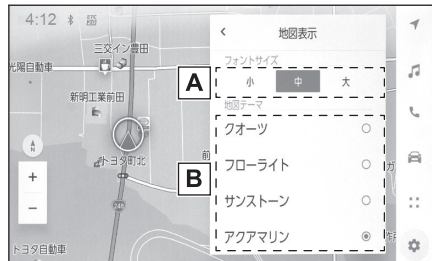 4:12
地図表示
フォントサイズ
小 中 大
地図テーマ
クオーツ
フローライト
サンストーン
アクアマリン
A
B
三交イン豊田
光陽自動車
新明工業前田
トヨタ町北
前
ガ
N
+
−
248
トヨタ自動車